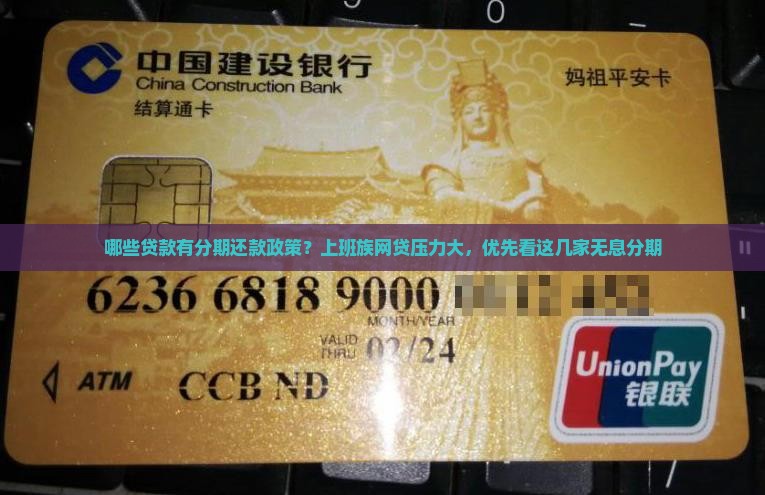 中国建设银行
China Construction Bank
结算通卡
妈祖平安卡
哪些贷款有分期还款政策？上班族网贷压力大，优先看这几家无息分期
6236 6818 9000
MONTH/YEAR
VALID
THRU 02/24
ATM CCB ND
UnionPay
银联